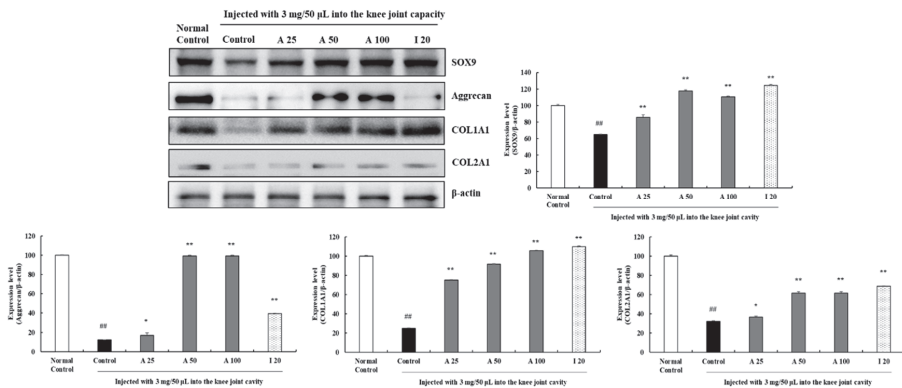 Injected with 3 mg/50 μL into the knee joint capacity
Normal
Control
Control
A 25
A 50
A 100
I 20
SOX9
Aggrecan
COL1A1
COL2A1
β-actin
Expression level
(SOX9/β-actin)
140
120
100
80
60
40
20
0
##
**
**
**
**
Normal
Control
Control
A 25
A 50
A 100
I 20
Injected with 3 mg/50 μL into the knee joint cavity
Expression level
(Aggrecan/β-actin)
120
100
80
60
40
20
0
##
*
**
**
**
Normal
Control
Control
A 25
A 50
A 100
I 20
Injected with 3 mg/50 μL into the knee joint cavity
Expression level
(COL1A1/β-actin)
120
100
80
60
40
20
0
##
**
**
**
**
Normal
Control
Control
A 25
A 50
A 100
I 20
Injected with 3 mg/50 μL into the knee joint cavity
Expression level
(COL2A1/β-actin)
120
100
80
60
40
20
0
##
*
**
**
**
Normal
Control
Control
A 25
A 50
A 100
I 20
Injected with 3 mg/50 μL into the knee joint cavity